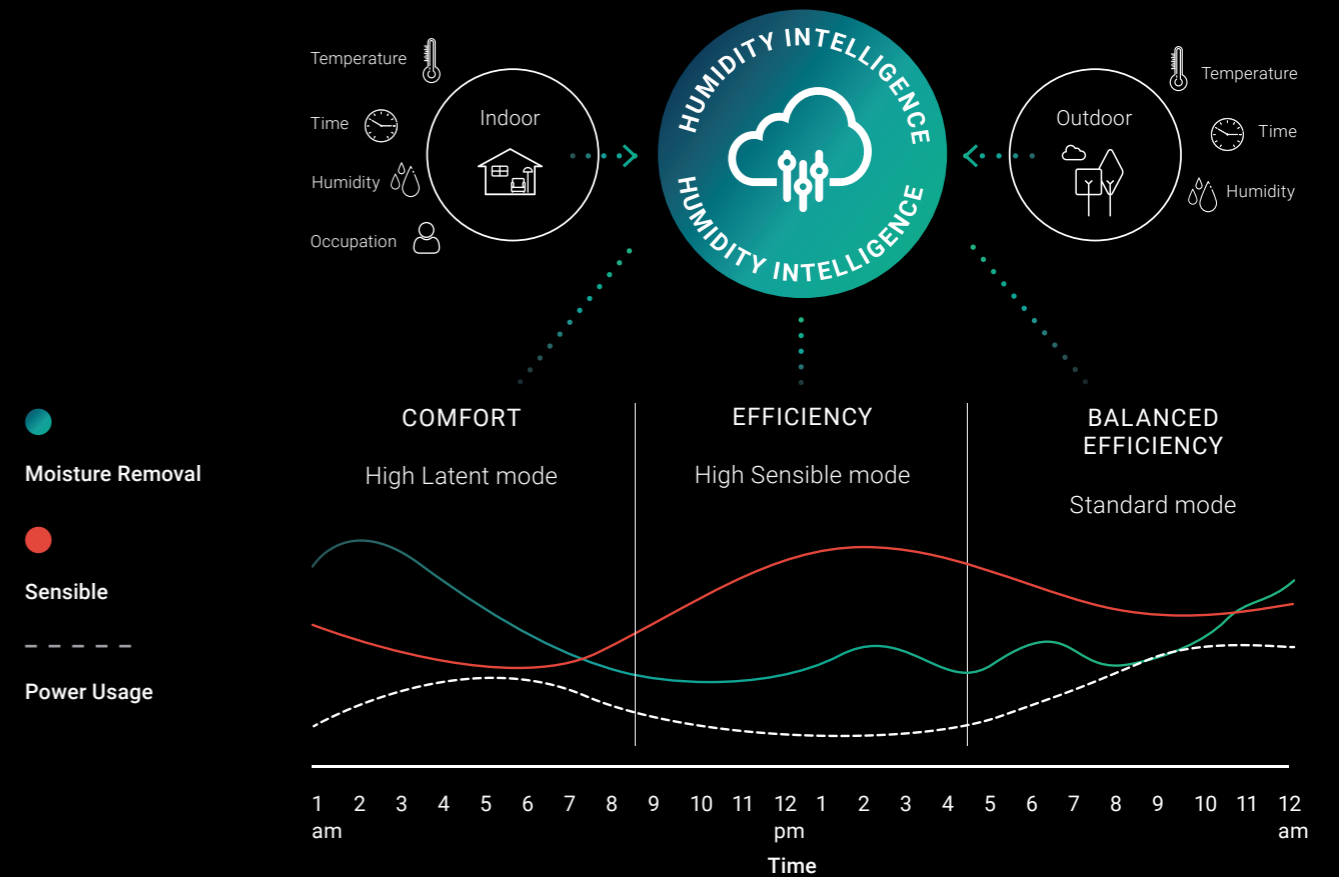 Temperature
Time
Humidity
Occupation
Indoor
HUMIDITY INTELLIGENCE
HUMIDITY INTELLIGENCE
Outdoor
Temperature
Time
Humidity
Moisture Removal
Sensible
Power Usage
COMFORT
High Latent mode
EFFICIENCY
High Sensible mode
BALANCED
EFFICIENCY
Standard mode
1 2 3 4 5 6 7 8 9 10 11 12 1 2 3 4 5 6 7 8 9 10 11 12
am pm am
Time